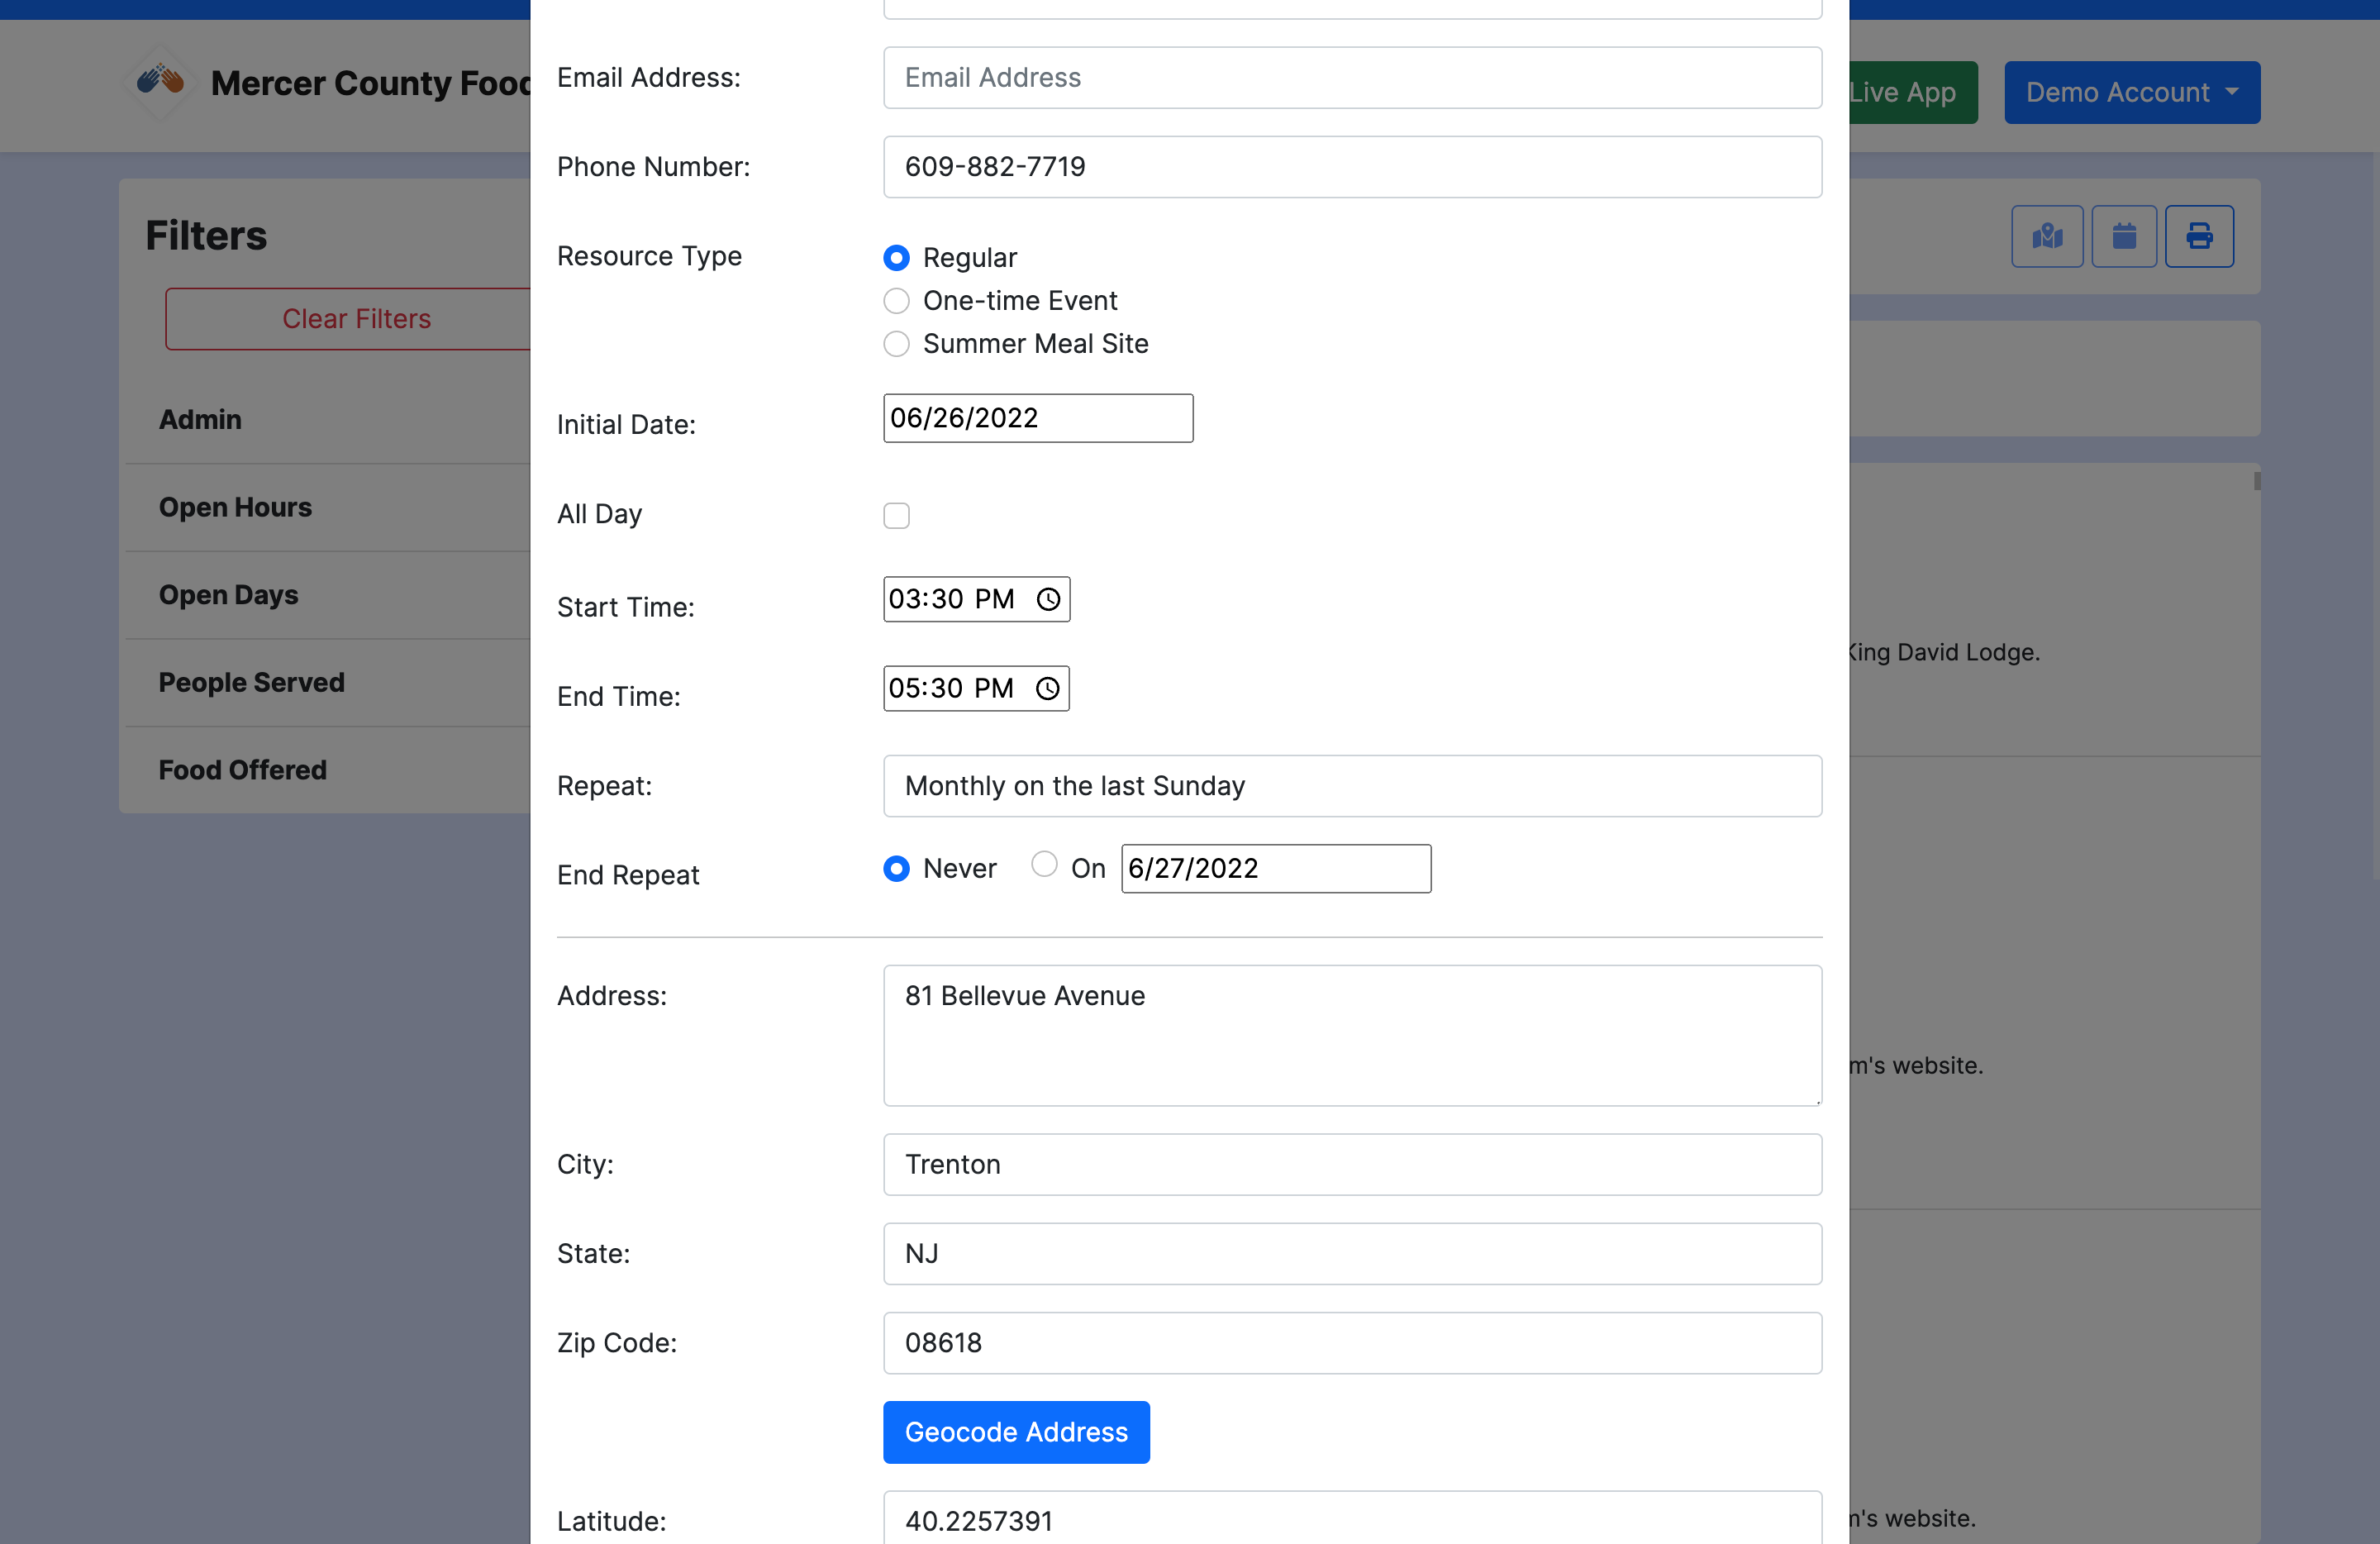 Mercer County Food
Live App
Demo Account
Filters
Clear Filters
Admin
Open Hours
Open Days
People Served
Food Offered
Email Address:
Email Address
Phone Number:
609-882-7719
Resource Type
Regular
One-time Event
Summer Meal Site
Initial Date:
06/26/2022
All Day
Start Time:
03:30 PM
End Time:
05:30 PM
Repeat:
Monthly on the last Sunday
End Repeat
Never
On
6/27/2022
Address:
81 Bellevue Avenue
City:
Trenton
State:
NJ
Zip Code:
08618
Geocode Address
Latitude:
40.2257391
King David Lodge.
m's website.
m's website.